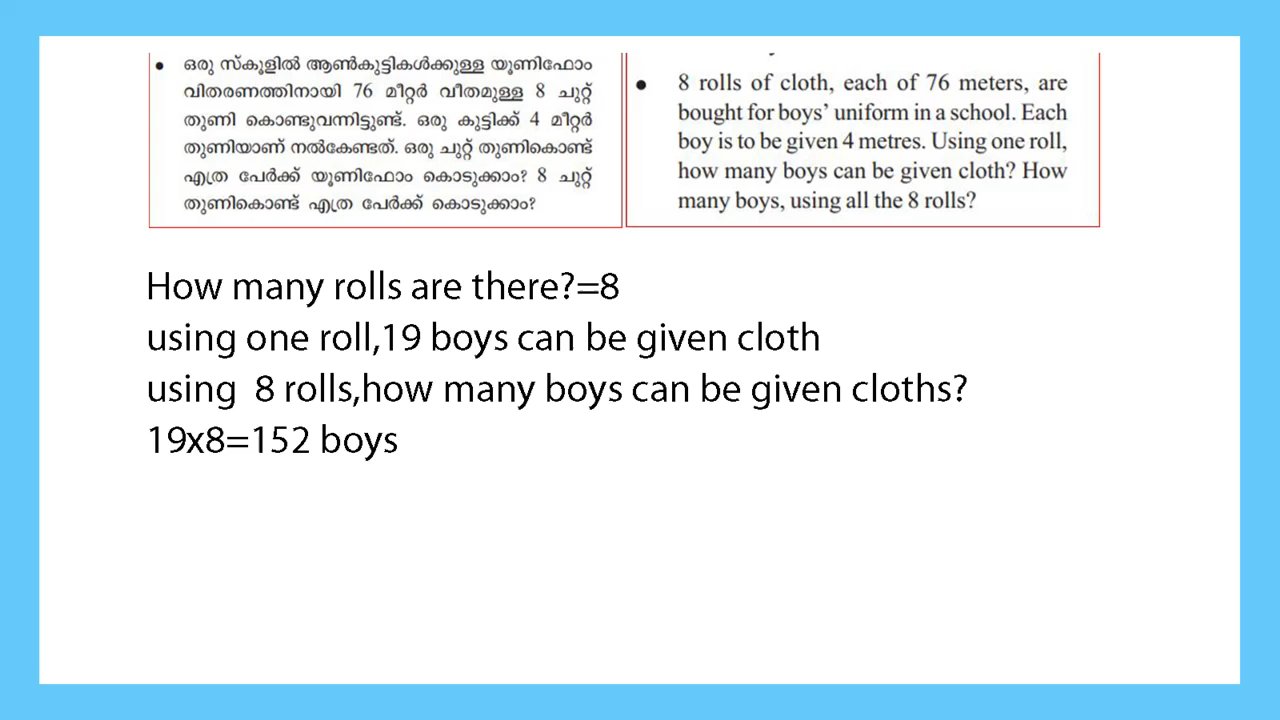 • ഒരു സ്കൂളിൽ ആൺകുട്ടികൾക്കുള്ള യൂണിഫോം
വിതരണത്തിനായി 76 മീറ്റർ വീതമുള്ള 8 ചുറ്റ്
തുണി കൊണ്ടുവന്നിട്ടുണ്ട്. ഒരു കുട്ടിക്ക് 4 മീറ്റർ
തുണിയാണ് നൽകേണ്ടത്. ഒരു ചുറ്റ് തുണികൊണ്ട്
എത്ര പേർക്ക് യൂണിഫോം കൊടുക്കാം? 8 ചുറ്റ്
തുണികൊണ്ട് എത്ര പേർക്ക് കൊടുക്കാം?
• 8 rolls of cloth, each of 76 meters, are
bought for boys’ uniform in a school. Each
boy is to be given 4 metres. Using one roll,
how many boys can be given cloth? How
many boys, using all the 8 rolls?
How many rolls are there?=8
using one roll,19 boys can be given cloth
using 8 rolls,how many boys can be given cloths?
19x8=152 boys